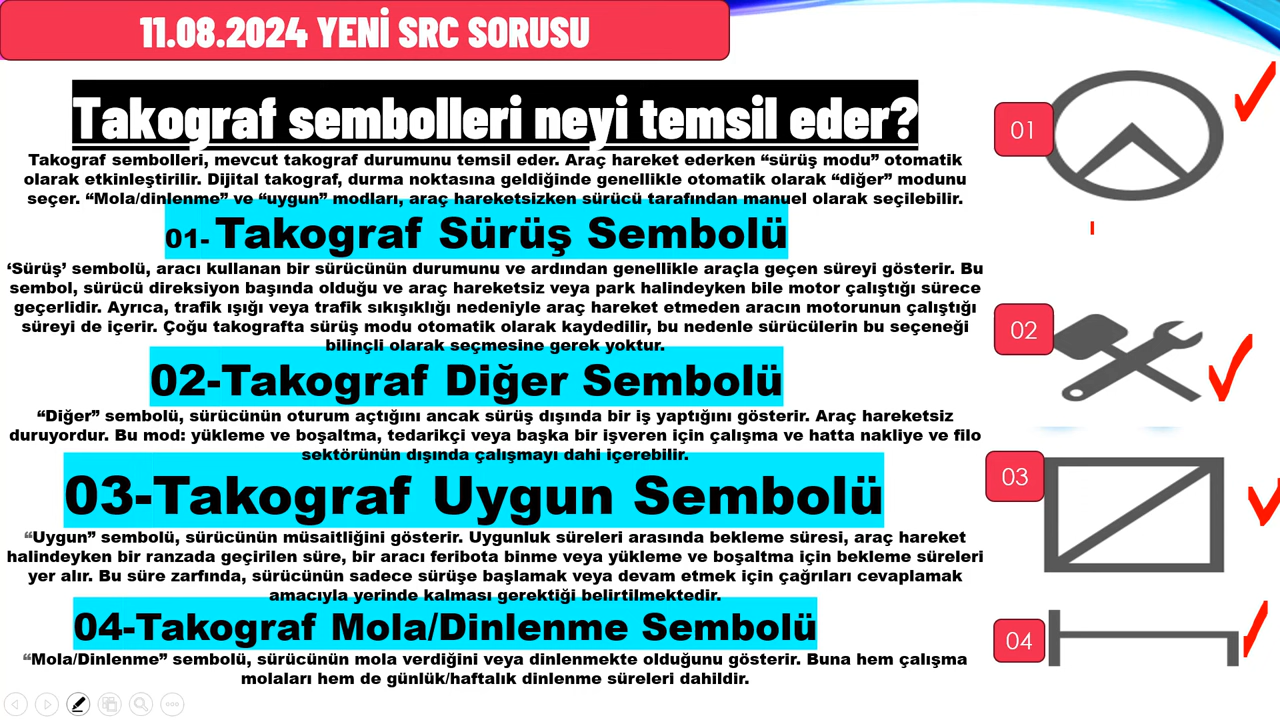 11.08.2024 YENİ SRC SORUSU
Takograf sembolleri neyi temsil eder?
Takograf sembolleri, mevcut takograf durumunu temsil eder. Araç hareket ederken “sürüş modu” otomatik
olarak etkinleştirilir. Dijital takograf, durma noktasına geldiğinde genellikle otomatik olarak “diğer” modunu
seçer. “Mola/dinlenme” ve “uygun” modları, araç hareketsizken sürücü tarafından manuel olarak seçilebilir.
01- Takograf Sürüş Sembolü
‘Sürüş’ sembolü, aracı kullanan bir sürücünün durumunu ve ardından genellikle araçla geçen süreyi gösterir. Bu
sembol, sürücü direksiyon başında olduğu ve araç hareketsiz veya park halindeyken bile motor çalıştığı sürece
geçerlidir. Ayrıca, trafik ışığı veya trafik sıkışıklığı nedeniyle araç hareket etmeden aracın motorunun çalıştığı
süreyi de içerir. Çoğu takografta sürüş modu otomatik olarak kaydedilir, bu nedenle sürücülerin bu seçeneği
bilinçli olarak seçmesine gerek yoktur.
02-Takograf Diğer Sembolü
“Diğer” sembolü, sürücünün oturum açtığını ancak sürüş dışında bir iş yaptığını gösterir. Araç hareketsiz
duruyordur. Bu mod: yükleme ve boşaltma, tedarikçi veya başka bir işveren için çalışma ve hatta nakliye ve filo
sektörünün dışında çalışmayı dahi içerebilir.
03-Takograf Uygun Sembolü
“Uygun” sembolü, sürücünün müsaitliğini gösterir. Uygunluk süreleri arasında bekleme süresi, araç hareket
halindeyken bir ranzada geçirilen süre, bir aracı feribota binme veya yükleme ve boşaltma için bekleme süreleri
yer alır. Bu süre zarfında, sürücünün sadece sürüşe başlamak veya devam etmek için çağrıları cevaplamak
amacıyla yerinde kalması gerektiği belirtilmektedir.
04-Takograf Mola/Dinlenme Sembolü
“Mola/Dinlenme” sembolü, sürücünün mola verdiğini veya dinlenmekte olduğunu gösterir. Buna hem çalışma
molaları hem de günlük/haftalık dinlenme süreleri dahildir.
01
02
03
04